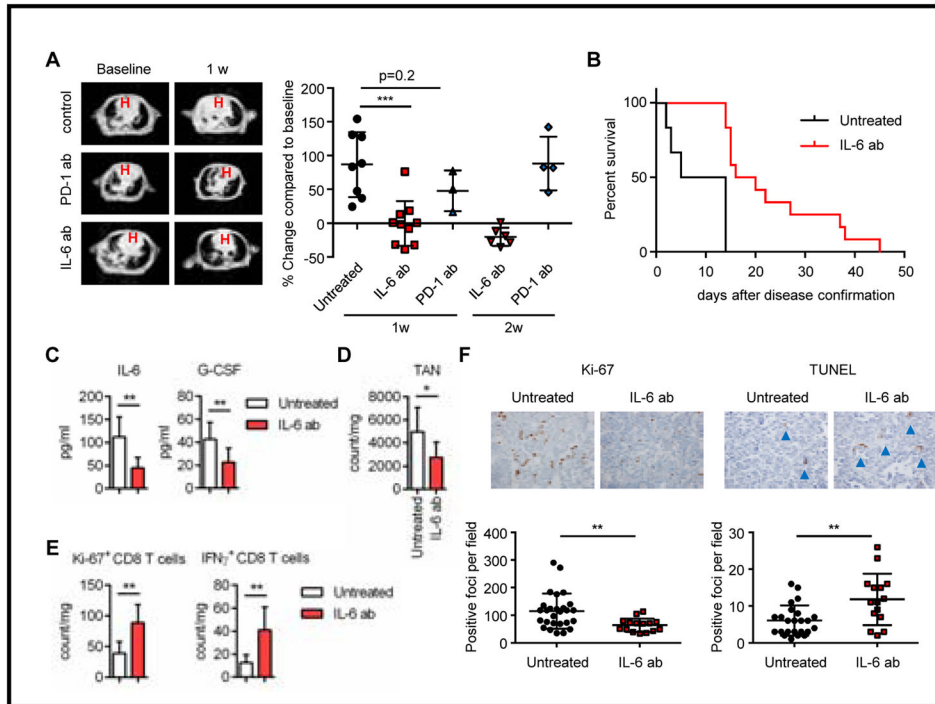 A
Baseline
1 w
control
PD-1 ab
IL-6 ab
H
H
H
H
H
H
% Change compared to baseline
200
150
100
50
0
-50
p=0.2
***
Untreated
IL-6 ab
PD-1 ab
IL-6 ab
PD-1 ab
1w
2w
B
Percent survival
100
50
0
0
10
20
30
40
50
days after disease confirmation
Untreated
IL-6 ab
C
IL-6
pg/ml
200
150
100
50
0
**
G-CSF
pg/ml
60
40
20
0
**
Untreated
IL-6 ab
D
TAN
count/mg
8000
6000
4000
2000
0
*
Untreated
IL-6 ab
E
Ki-67+ CD8 T cells
count/mg
150
100
50
0
**
IFNγ+ CD8 T cells
count/mg
80
60
40
20
0
**
Untreated
IL-6 ab
F
Ki-67
Untreated
IL-6 ab
TUNEL
Untreated
IL-6 ab
Positive foci per field
400
300
200
100
0
**
Untreated
IL-6 ab
Positive foci per field
30
20
10
0
**
Untreated
IL-6 ab